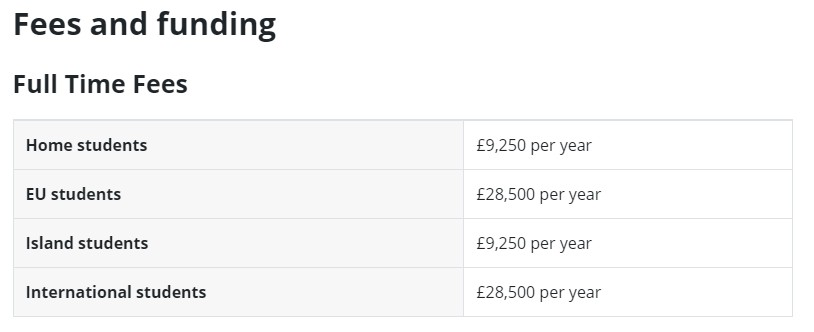 Fees and funding
Full Time Fees
Home students £9,250 per year
EU students £28,500 per year
Island students £9,250 per year
International students £28,500 per year